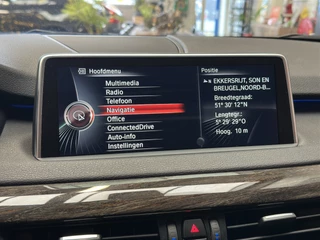 Hoofdmenu
Multimedia
Radio
Telefoon
Navigatie
Office
ConnectedDrive
Auto-info
Instellingen
Positie
EKKERSRIJT, SON EN
BREUGEL,NOORD-B...
Breedtegraad:
51° 30' 12"N
Lengtegr.:
5° 29' 29"O
Hoog. 10 m